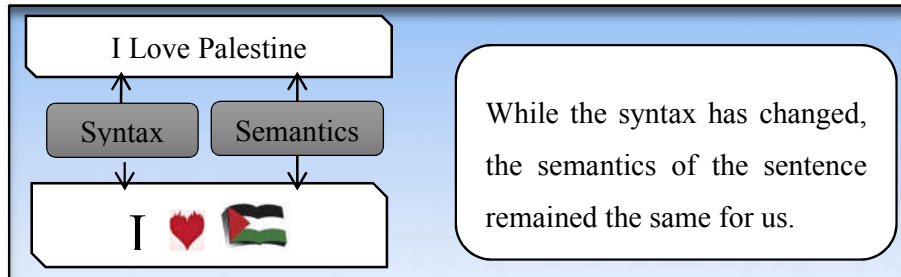 I Love Palestine
Syntax
Semantics
I
While the syntax has changed,
the semantics of the sentence
remained the same for us.